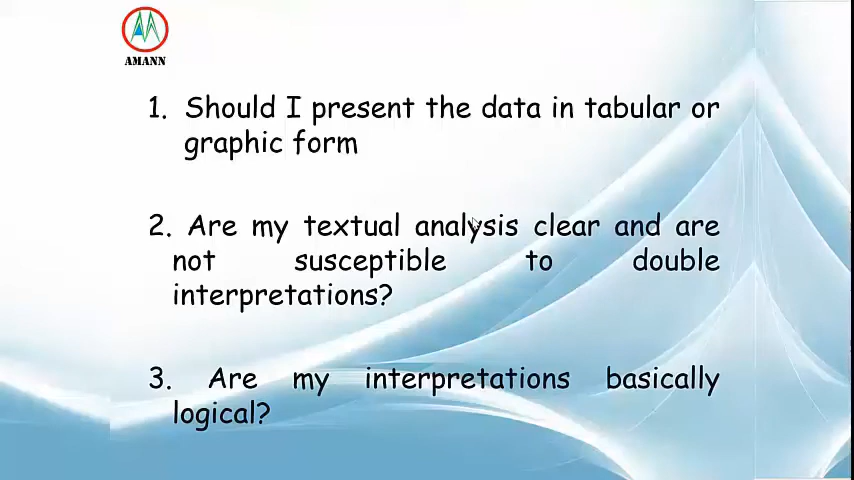 AMANN
1. Should I present the data in tabular or
graphic form
2. Are my textual analysis clear and are
not susceptible to double
interpretations?
3. Are my interpretations basically
logical?